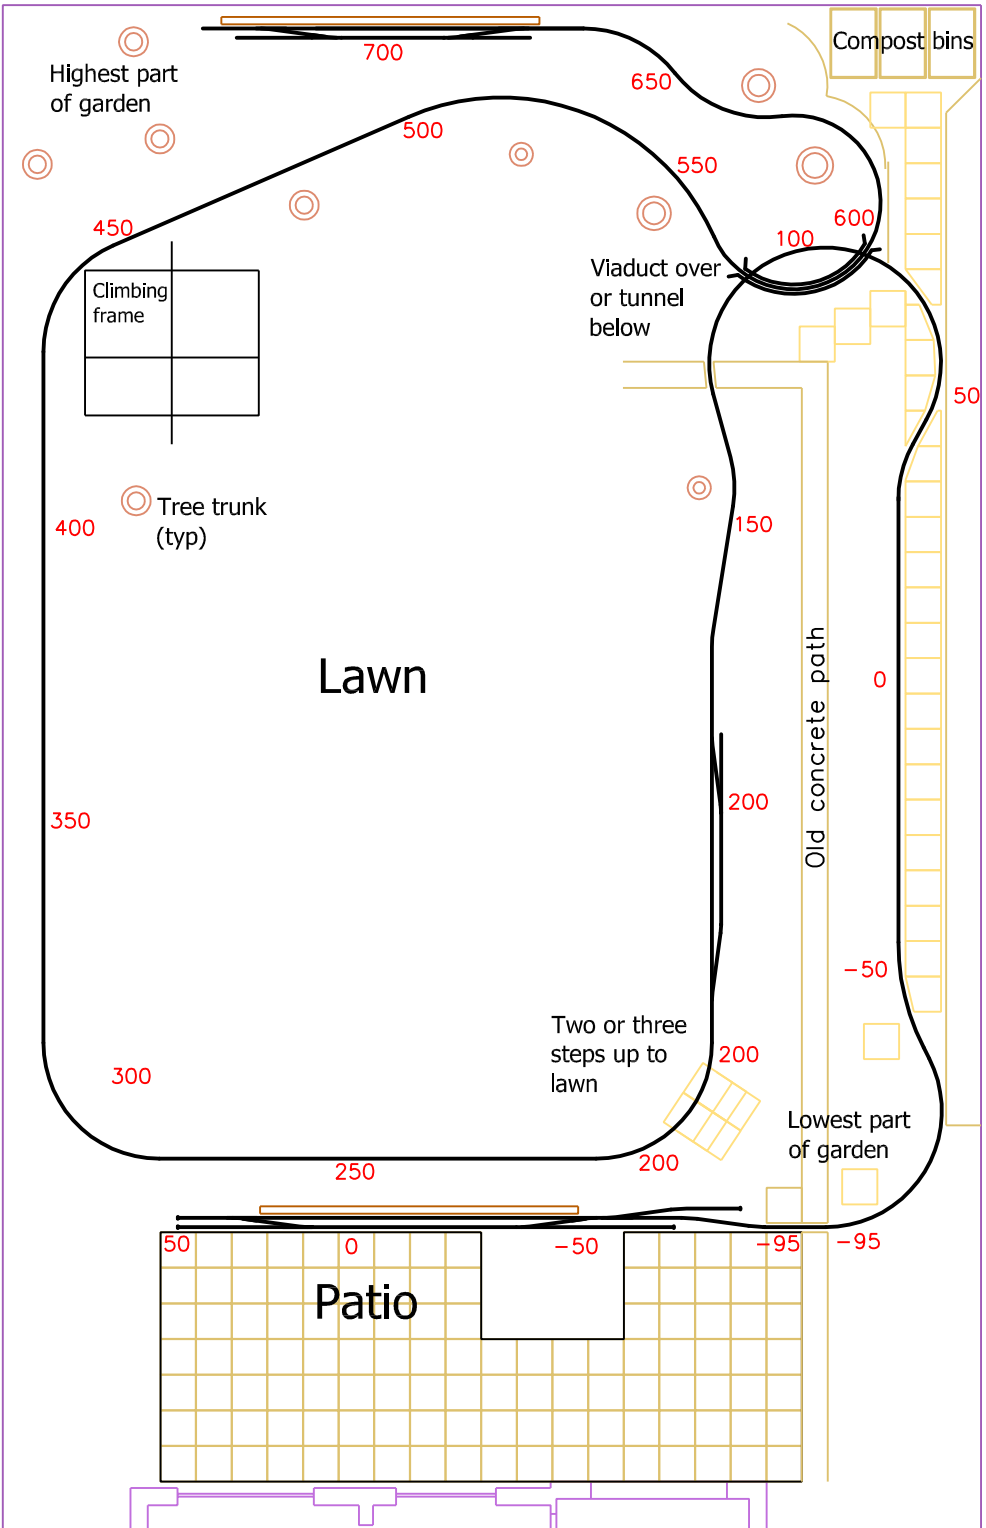 Compost bins
700
Highest part
of garden
650
500
550
600
450
100
Viaduct over
or tunnel
below
Climbing
frame
50
Tree trunk
(typ)
400
150
Lawn
0
Old concrete path
350
200
-50
Two or three
steps up to
lawn
200
300
Lowest part
of garden
200
250
50
0
-50
-95
-95
Patio